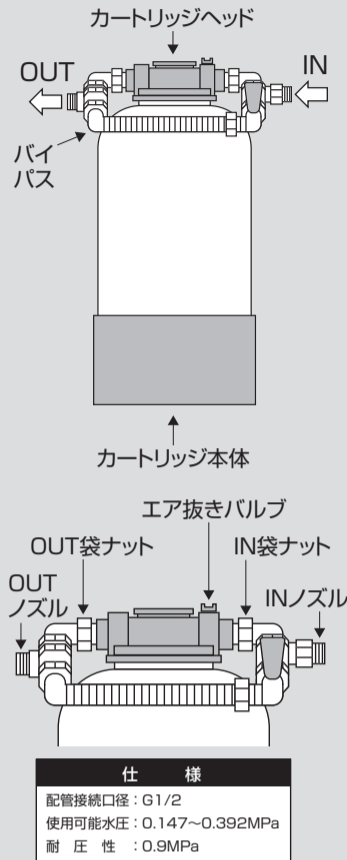 カートリッジヘッド
OUT
IN
バイ
パス
カートリッジ本体
エア抜きバルブ
OUT袋ナット
IN袋ナット
OUT
ノズル
INノズル
仕 様
配管接続口径：G1/2
使用可能水圧：0.147～0.392MPa
耐 圧 性：0.9MPa